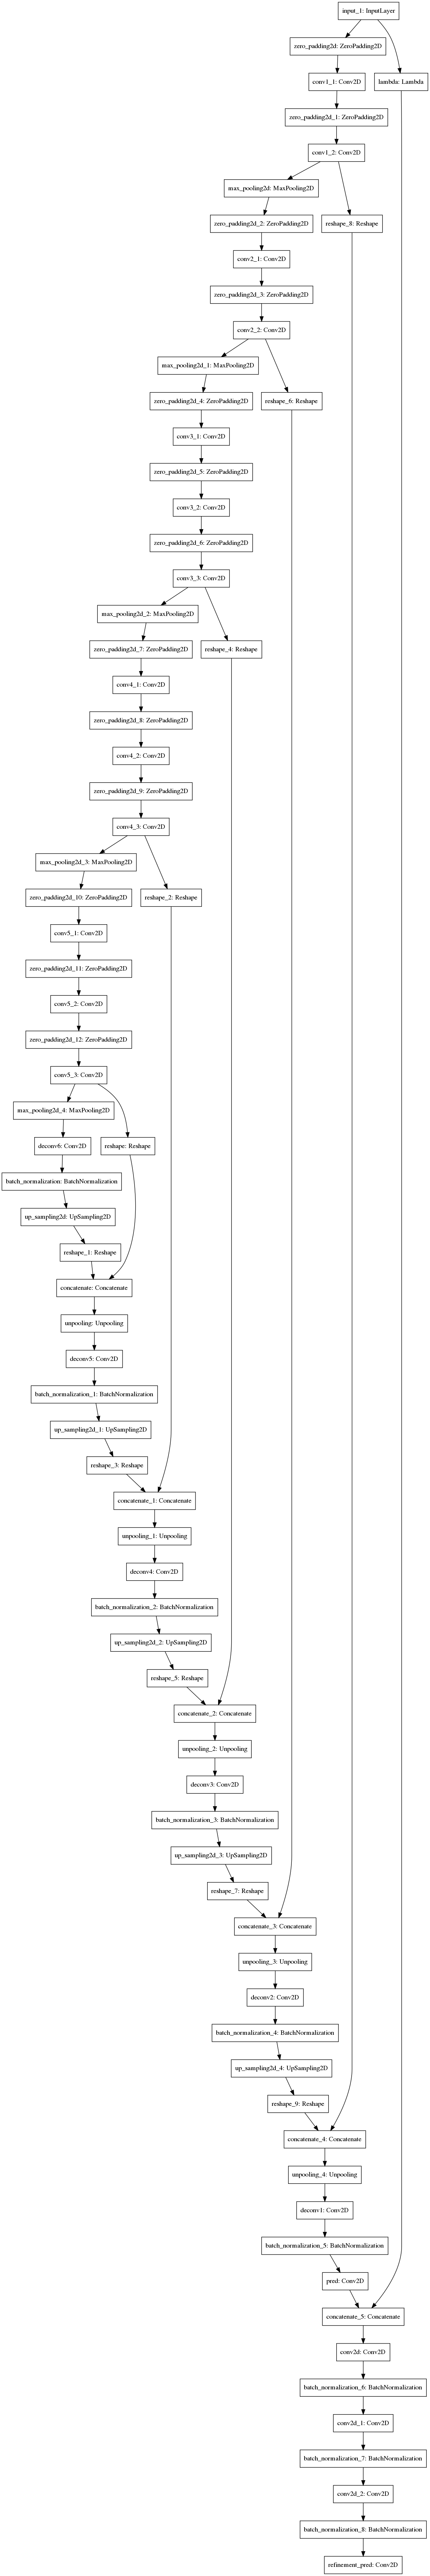 input_1: InputLayer
zero_padding2d: ZeroPadding2D
conv1_1: Conv2D
lambda: Lambda
zero_padding2d_1: ZeroPadding2D
conv1_2: Conv2D
max_pooling2d: MaxPooling2D
zero_padding2d_2: ZeroPadding2D
reshape_8: Reshape
conv2_1: Conv2D
zero_padding2d_3: ZeroPadding2D
conv2_2: Conv2D
max_pooling2d_1: MaxPooling2D
zero_padding2d_4: ZeroPadding2D
reshape_6: Reshape
conv3_1: Conv2D
zero_padding2d_5: ZeroPadding2D
conv3_2: Conv2D
zero_padding2d_6: ZeroPadding2D
conv3_3: Conv2D
max_pooling2d_2: MaxPooling2D
zero_padding2d_7: ZeroPadding2D
reshape_4: Reshape
conv4_1: Conv2D
zero_padding2d_8: ZeroPadding2D
conv4_2: Conv2D
zero_padding2d_9: ZeroPadding2D
conv4_3: Conv2D
max_pooling2d_3: MaxPooling2D
zero_padding2d_10: ZeroPadding2D
reshape_2: Reshape
conv5_1: Conv2D
zero_padding2d_11: ZeroPadding2D
conv5_2: Conv2D
zero_padding2d_12: ZeroPadding2D
conv5_3: Conv2D
max_pooling2d_4: MaxPooling2D
deconv6: Conv2D
reshape: Reshape
batch_normalization: BatchNormalization
up_sampling2d: UpSampling2D
reshape_1: Reshape
concatenate: Concatenate
unpooling: Unpooling
deconv5: Conv2D
batch_normalization_1: BatchNormalization
up_sampling2d_1: UpSampling2D
reshape_3: Reshape
concatenate_1: Concatenate
unpooling_1: Unpooling
deconv4: Conv2D
batch_normalization_2: BatchNormalization
up_sampling2d_2: UpSampling2D
reshape_5: Reshape
concatenate_2: Concatenate
unpooling_2: Unpooling
deconv3: Conv2D
batch_normalization_3: BatchNormalization
up_sampling2d_3: UpSampling2D
reshape_7: Reshape
concatenate_3: Concatenate
unpooling_3: Unpooling
deconv2: Conv2D
batch_normalization_4: BatchNormalization
up_sampling2d_4: UpSampling2D
reshape_9: Reshape
concatenate_4: Concatenate
unpooling_4: Unpooling
deconv1: Conv2D
batch_normalization_5: BatchNormalization
pred: Conv2D
concatenate_5: Concatenate
conv2d: Conv2D
batch_normalization_6: BatchNormalization
conv2d_1: Conv2D
batch_normalization_7: BatchNormalization
conv2d_2: Conv2D
batch_normalization_8: BatchNormalization
refinement_pred: Conv2D